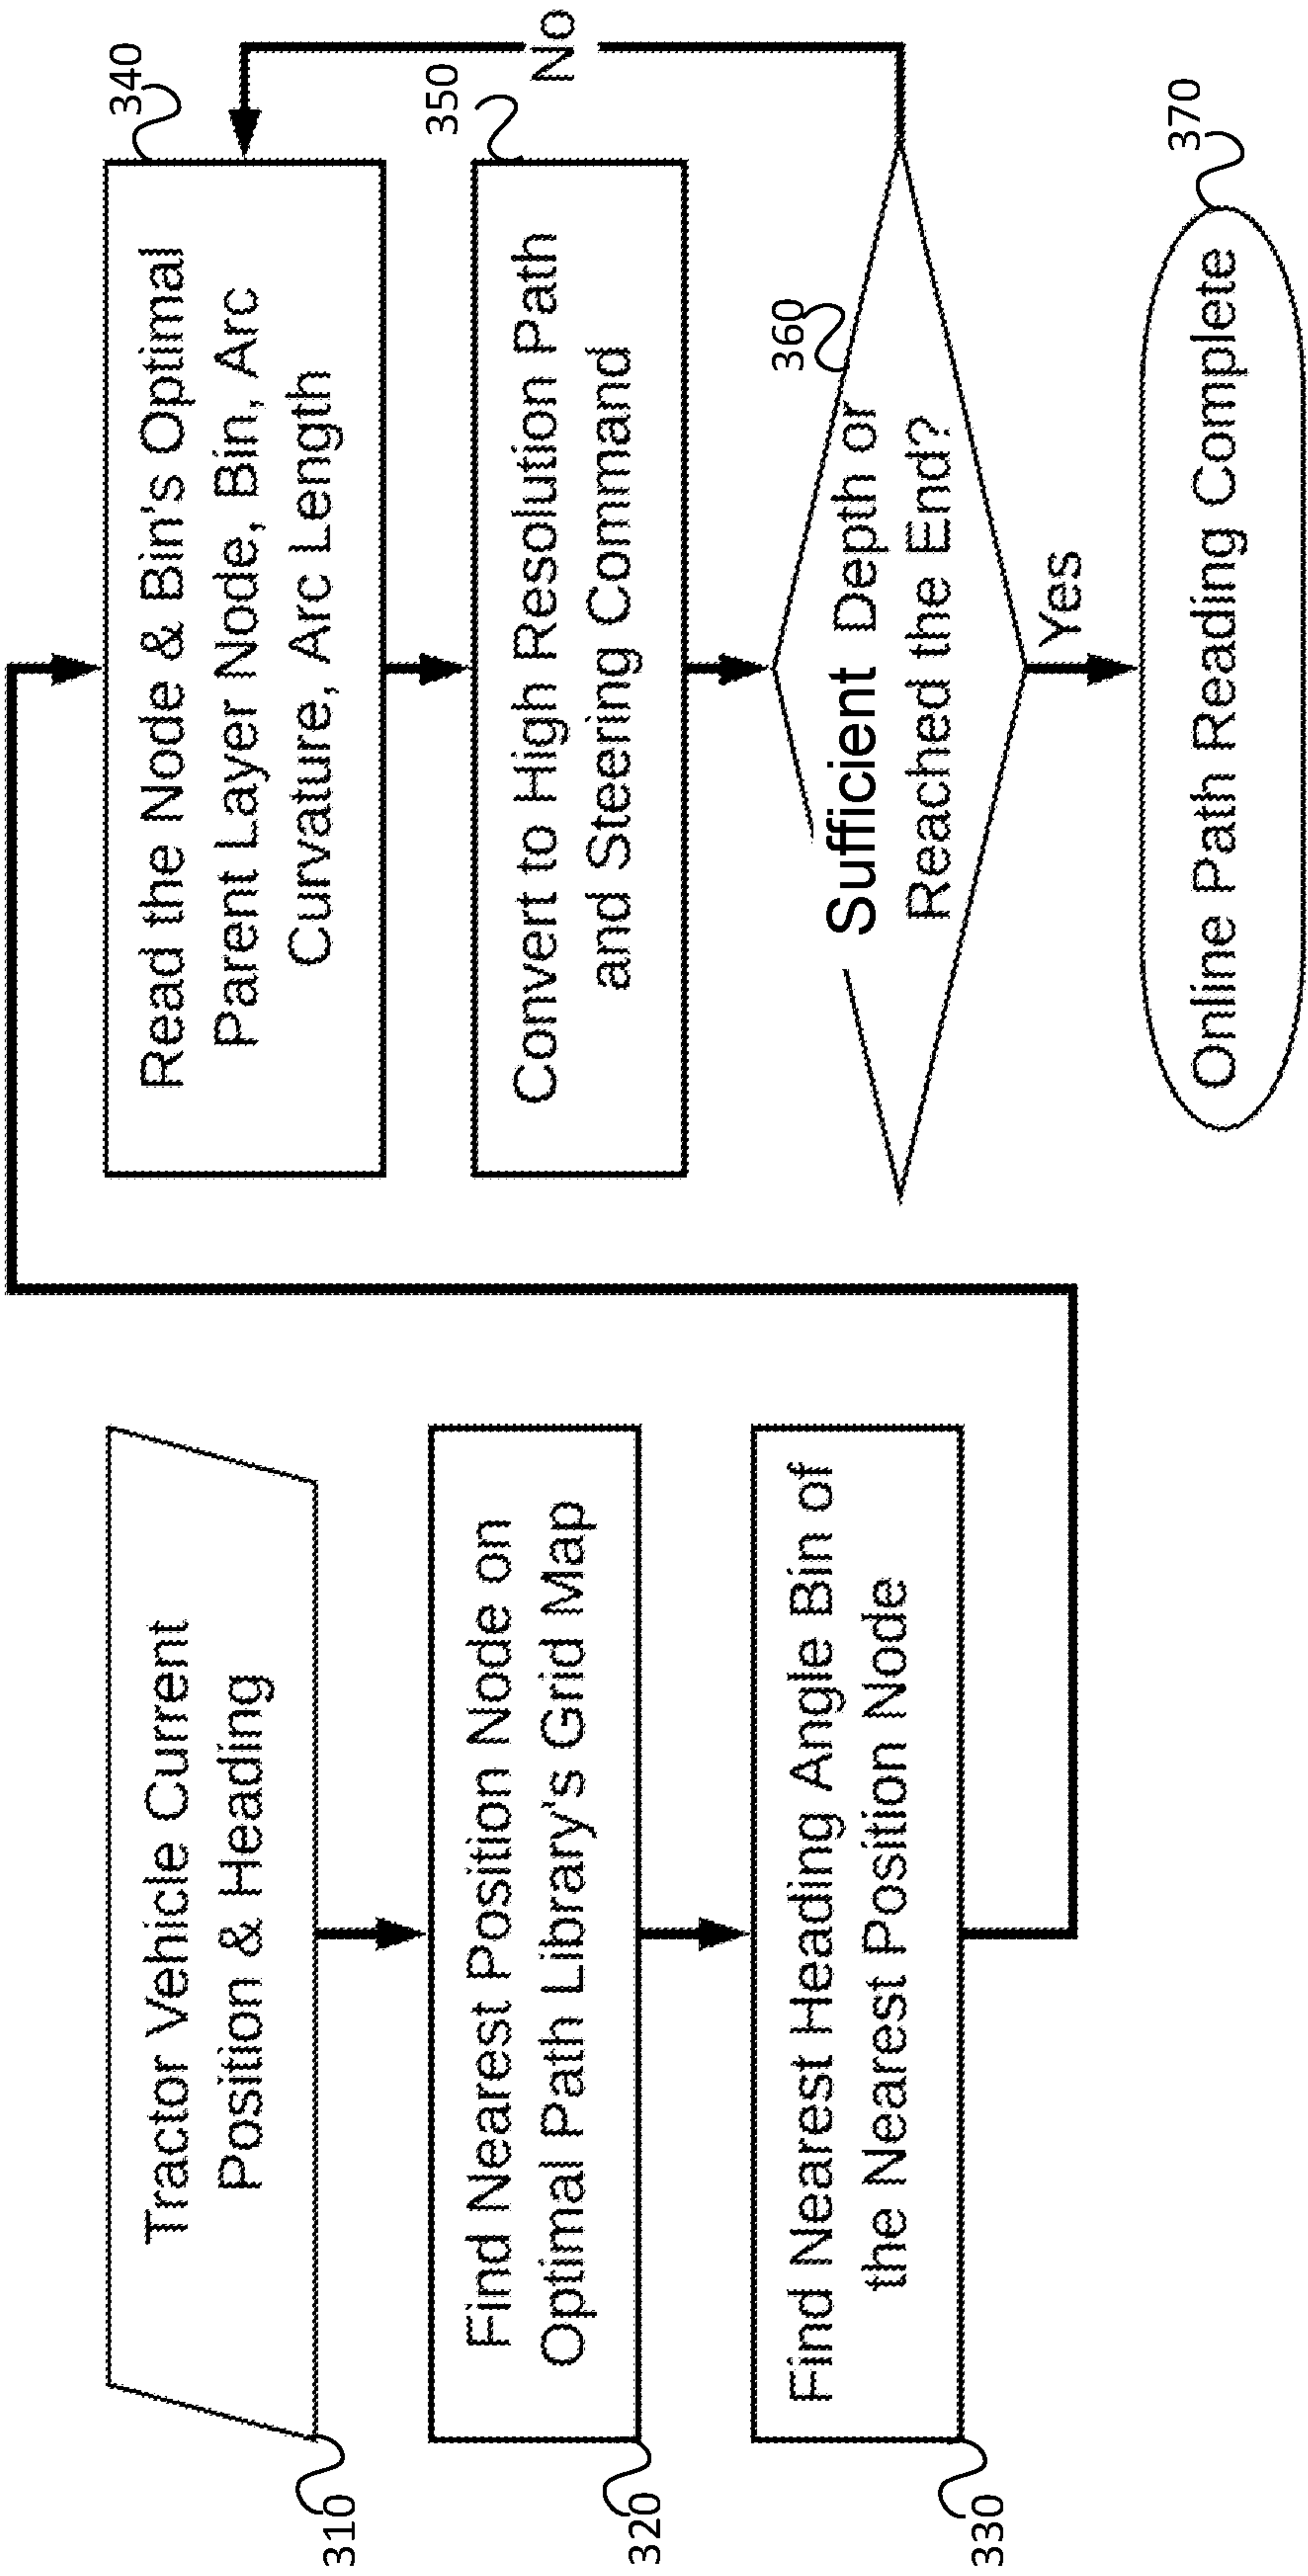 Tractor Vehicle Current
Position & Heading
310
Find Nearest Position Node on
Optimal Path Library's Grid Map
320
Find Nearest Heading Angle Bin of
the Nearest Position Node
330
Read the Node & Bin's Optimal
Parent Layer Node, Bin, Arc
Curvature, Arc Length
340
Convert to High Resolution Path
and Steering Command
350
Sufficient Depth or
Reached the End?
360
No
Yes
Online Path Reading Complete
370